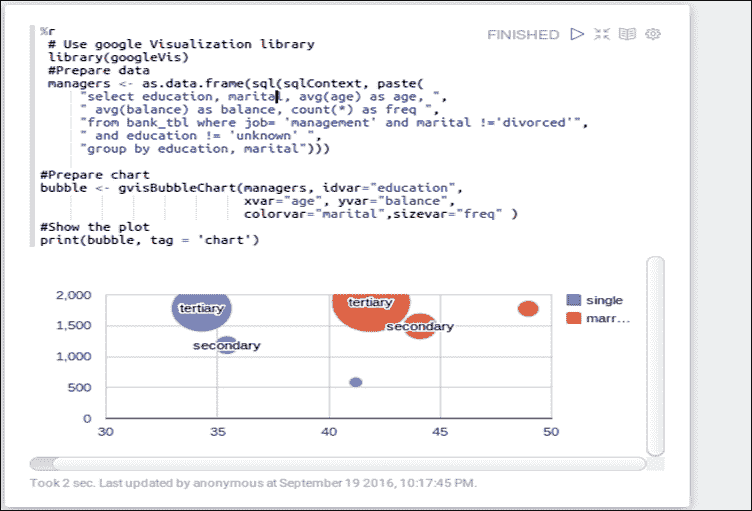 %r
FINISHED
# Use google Visualization library
library(googleVis)
#Prepare data
managers <- as.data.frame(sql(sqlContext, paste(
"select education, marital, avg(age) as age, ",
" avg(balance) as balance, count(*) as freq ",
"from bank_tbl where job= 'management' and marital !='divorced'",
" and education != 'unknown' ",
"group by education, marital")))
#Prepare chart
bubble <- gvisBubbleChart(managers, idvar="education",
xvar="age", yvar="balance",
colorvar="marital",sizevar="freq" )
#Show the plot
print(bubble, tag = 'chart')
2,000
1,500
1,000
500
0
tertiary
secondary
tertiary
secondary
single
marr...
30 35 40 45 50
Took 2 sec. Last updated by anonymous at September 19 2016, 10:17:45 PM.